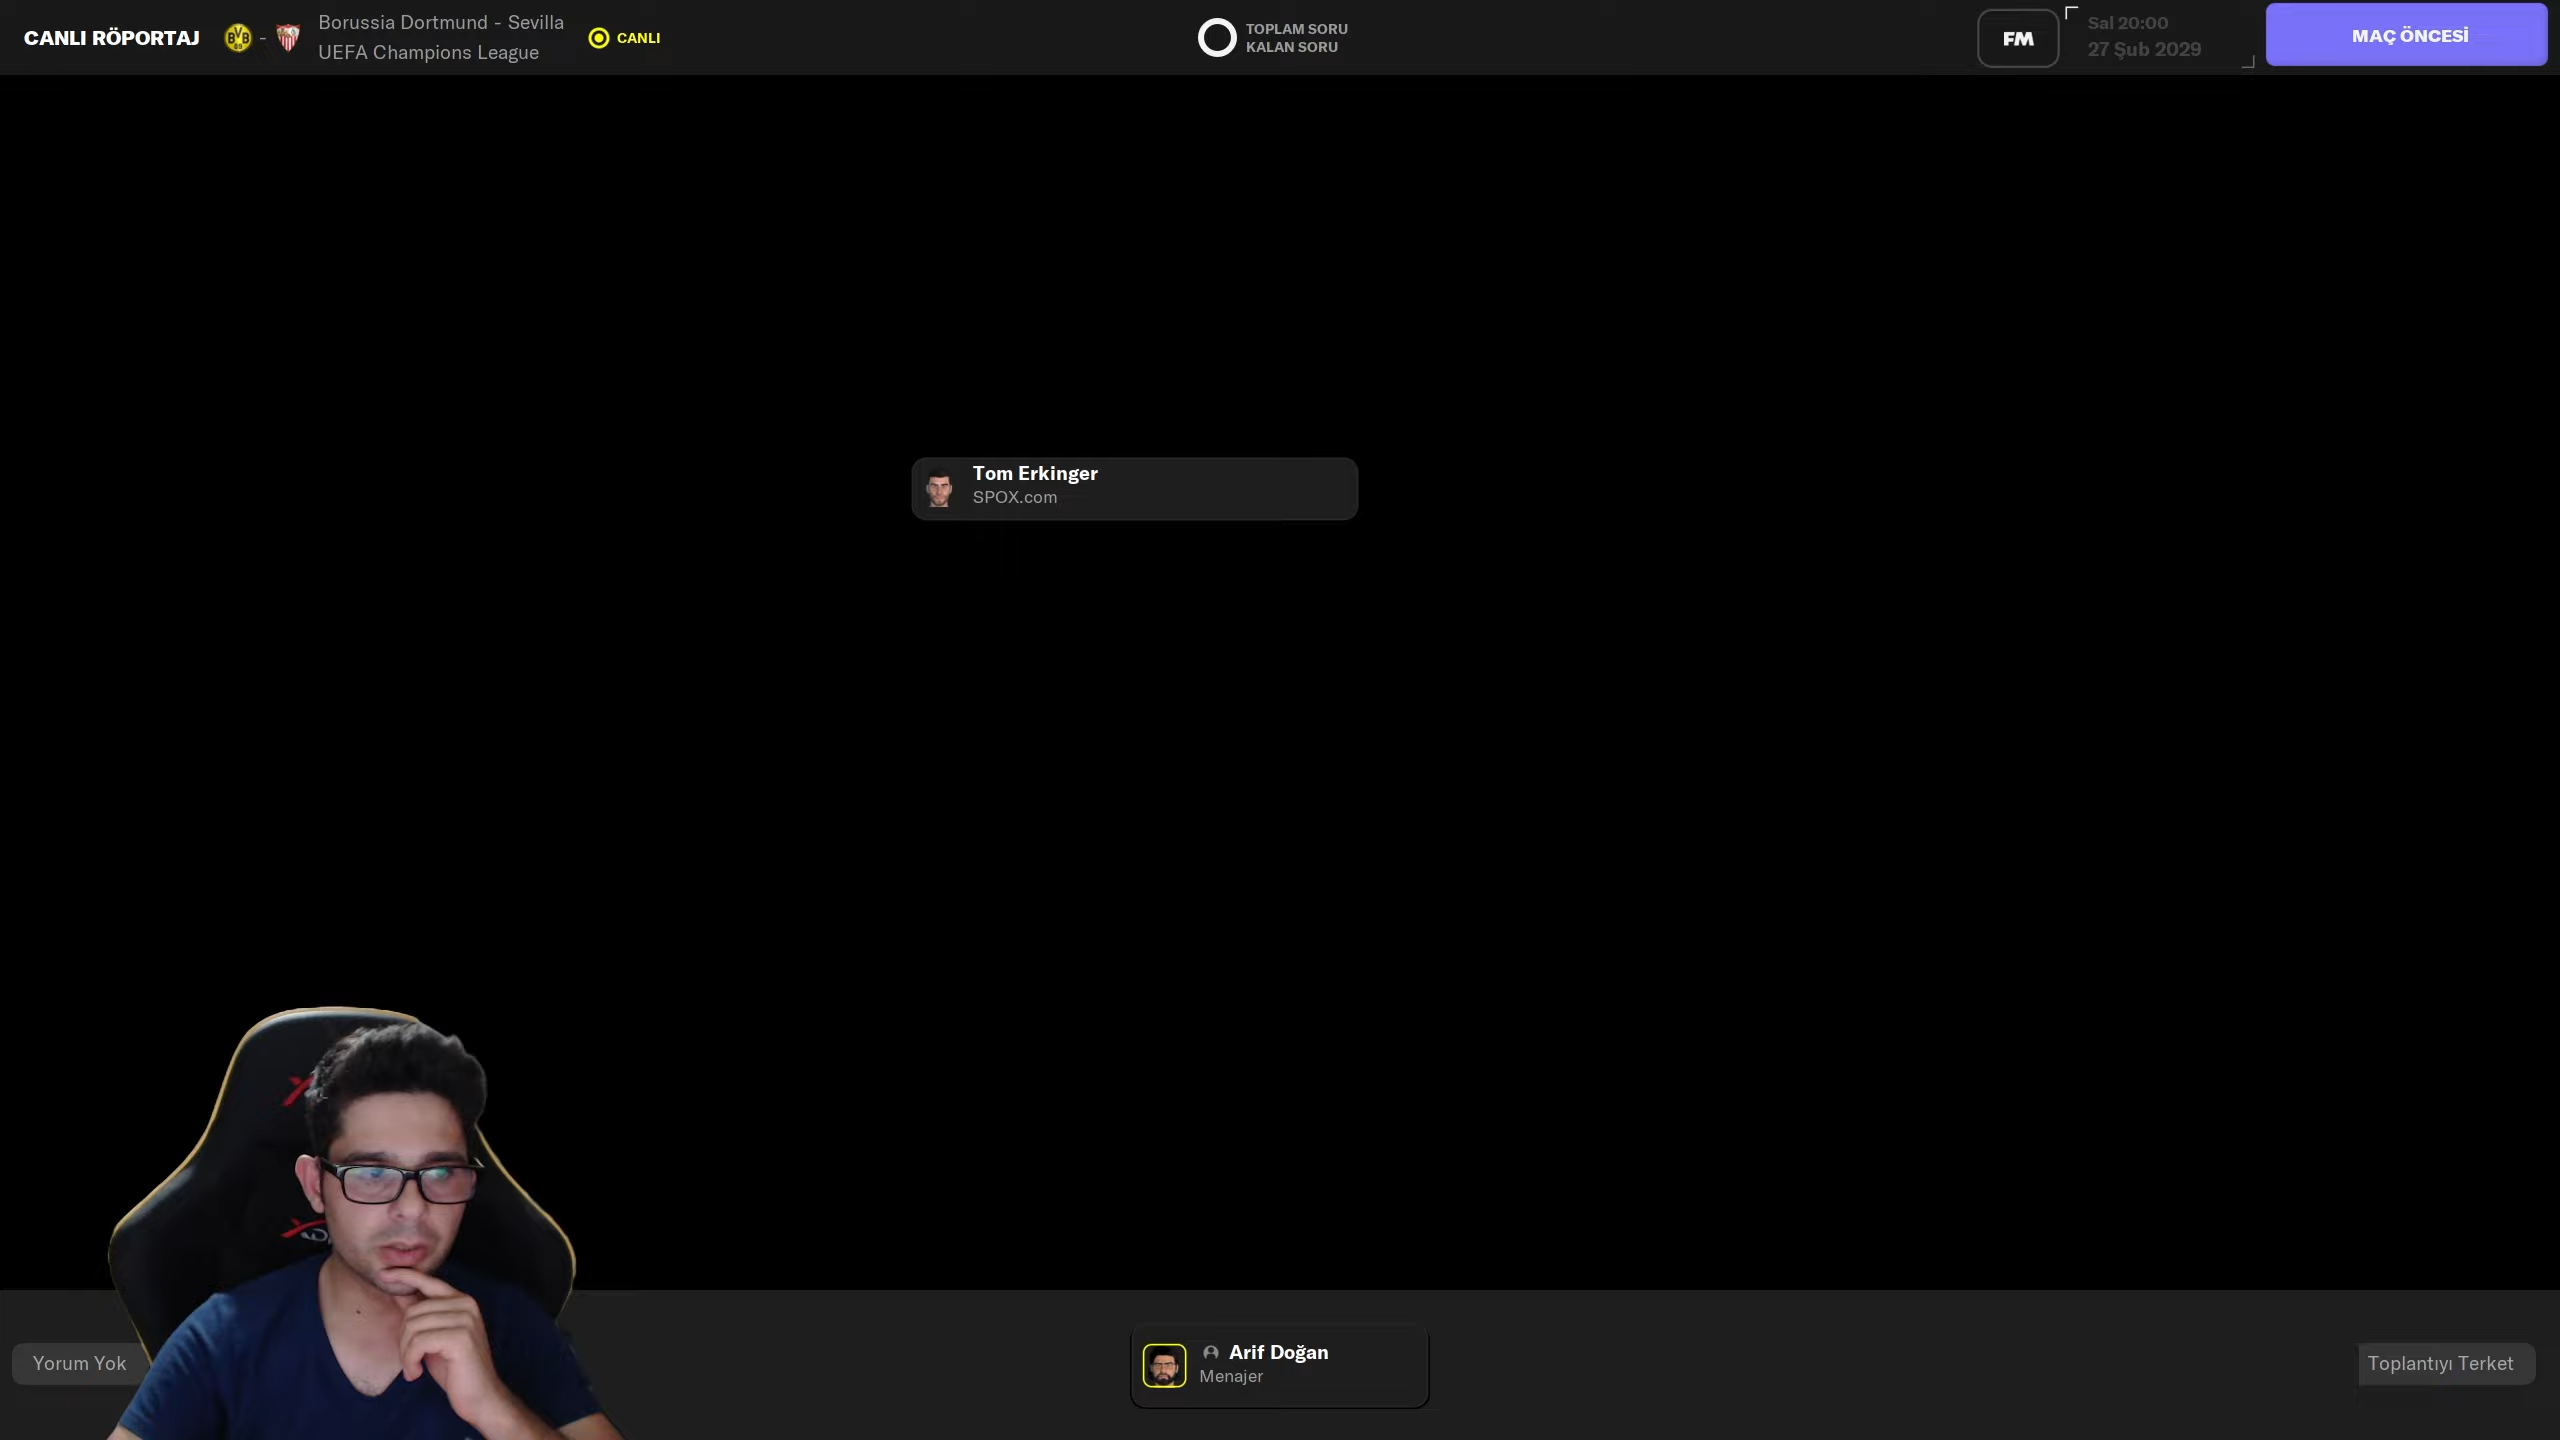 CANLI RÖPORTAJ
Borussia Dortmund - Sevilla
UEFA Champions League
CANLI
TOPLAM SORU
KALAN SORU
FM
Sal 20:00
27 Şub 2029
MAÇ ÖNCESİ
Tom Erkinger
SPOX.com
Yorum Yok
Arif Doğan
Menajer
Toplantıyı Terket